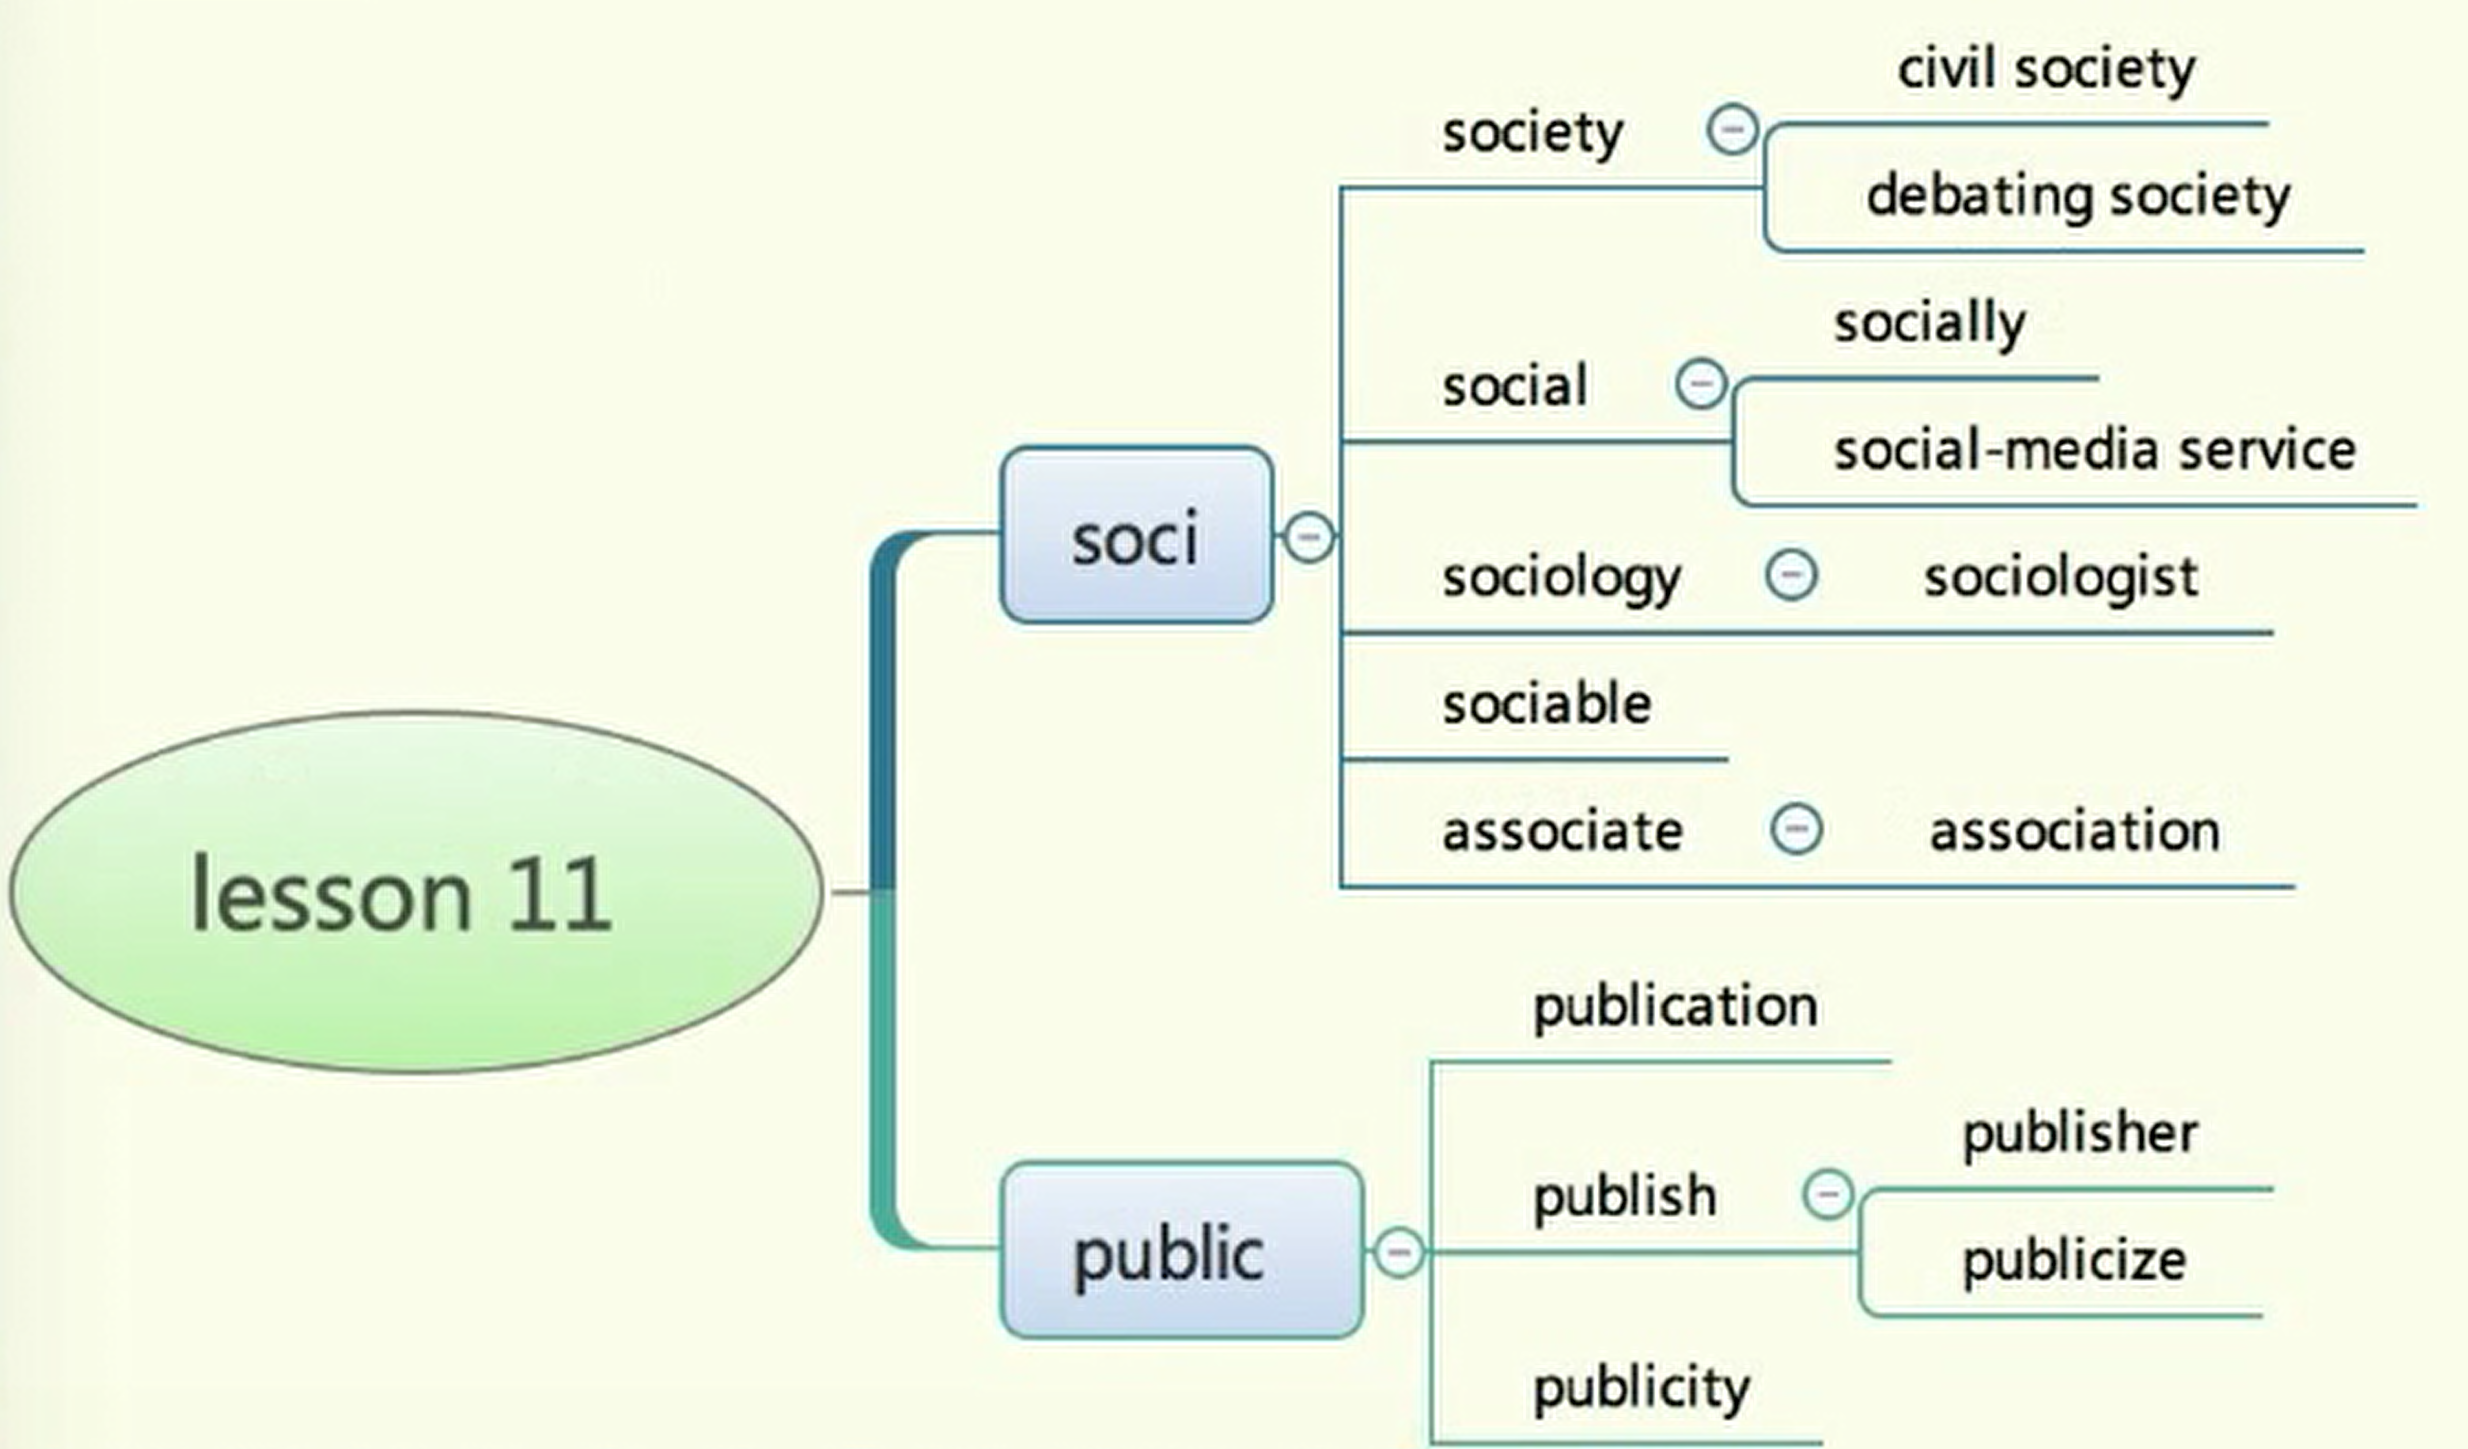 civil society
society
debating society
socially
social
social-media service
soci
sociology
sociologist
sociable
associate
association
lesson 11
publication
publisher
publish
publicize
public
publicity